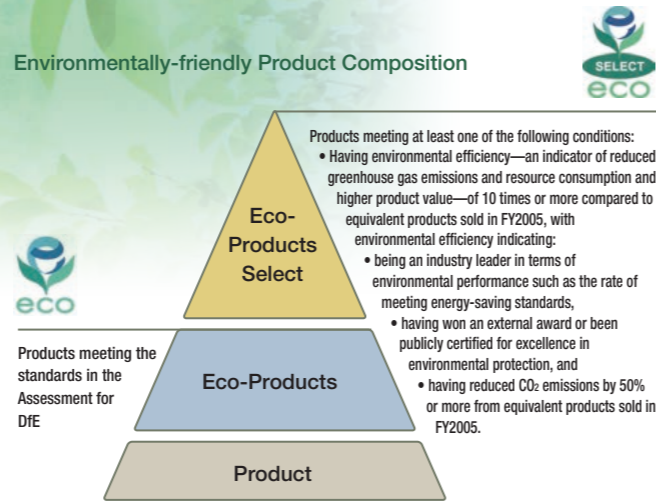 Environmentally-friendly Product Composition
SELECT
eco
Products meeting at least one of the following conditions:
• Having environmental efficiency—an indicator of reduced
greenhouse gas emissions and resource consumption and
higher product value—of 10 times or more compared to
equivalent products sold in FY2005, with
environmental efficiency indicating:
• being an industry leader in terms of
environmental performance such as the rate of
meeting energy-saving standards,
• having won an external award or been
publicly certified for excellence in
environmental protection, and
• having reduced CO₂ emissions by 50%
or more from equivalent products sold in
FY2005.
Eco-
Products
Select
eco
Products meeting the
standards in the
Assessment for
DfE
Eco-Products
Product